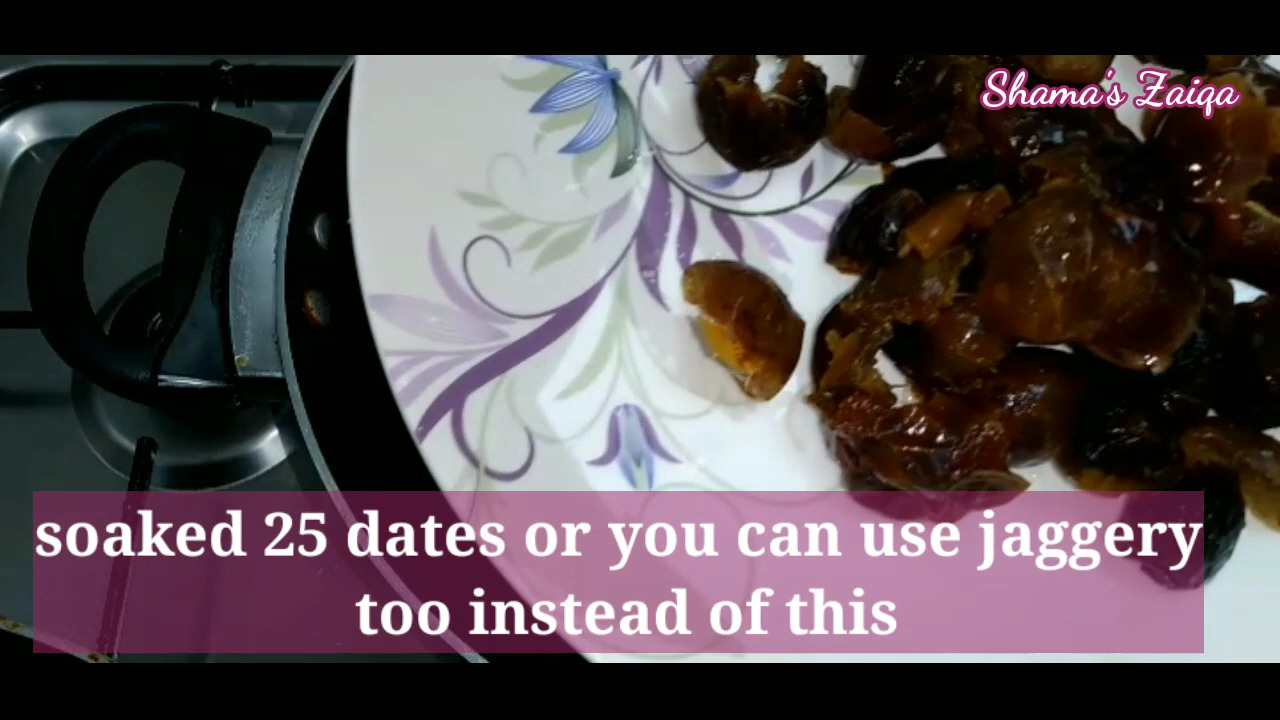 Shama's Zaiqa
soaked 25 dates or you can use jaggery
too instead of this